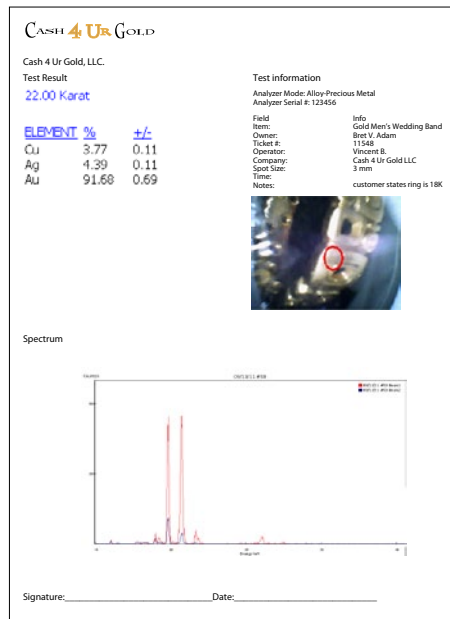 CASH 4 UR GOLD
Cash 4 Ur Gold, LLC.
Test Result
22.00 Karat
ELEMENT % +/-
Cu 3.77 0.11
Ag 4.39 0.11
Au 91.68 0.69
Test information
Analyzer Mode: Alloy-Precious Metal
Analyzer Serial #: 123456
Field Info
Item: Gold Men's Wedding Band
Owner: Bret V. Adam
Ticket #: 11548
Operator: Vincent B.
Company: Cash 4 Ur Gold LLC
Spot Size: 3 mm
Time:
Notes: customer states ring is 18K
Spectrum
Signature:____________________________Date:____________________________